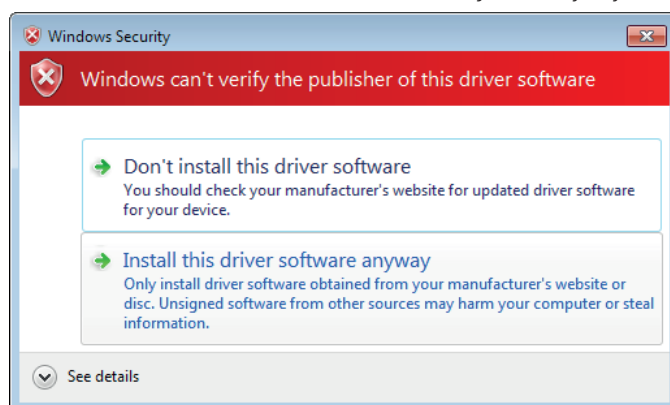 Windows Security
Windows can't verify the publisher of this driver software
Don't install this driver software
You should check your manufacturer's website for updated driver software
for your device.
Install this driver software anyway
Only install driver software obtained from your manufacturer's website or
disc. Unsigned software from other sources may harm your computer or steal
information.
See details